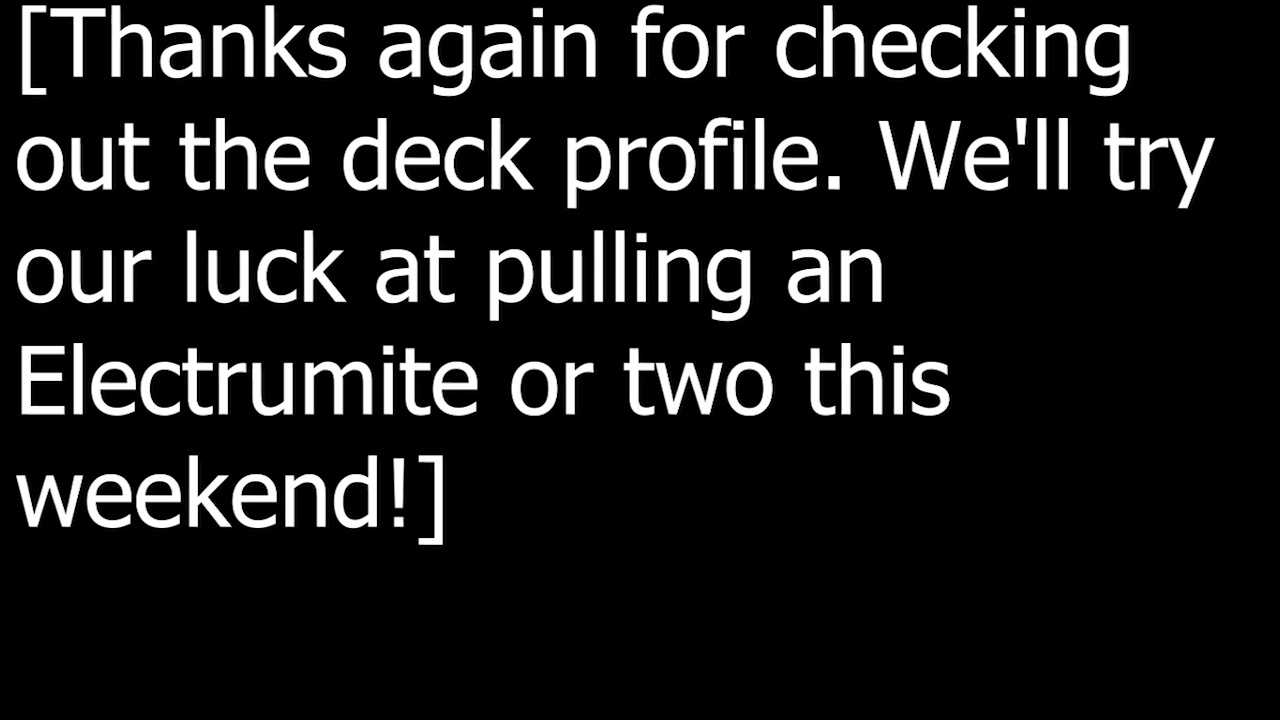 [Thanks again for checking
out the deck profile. We'll try
our luck at pulling an
Electrumite or two this
weekend!]